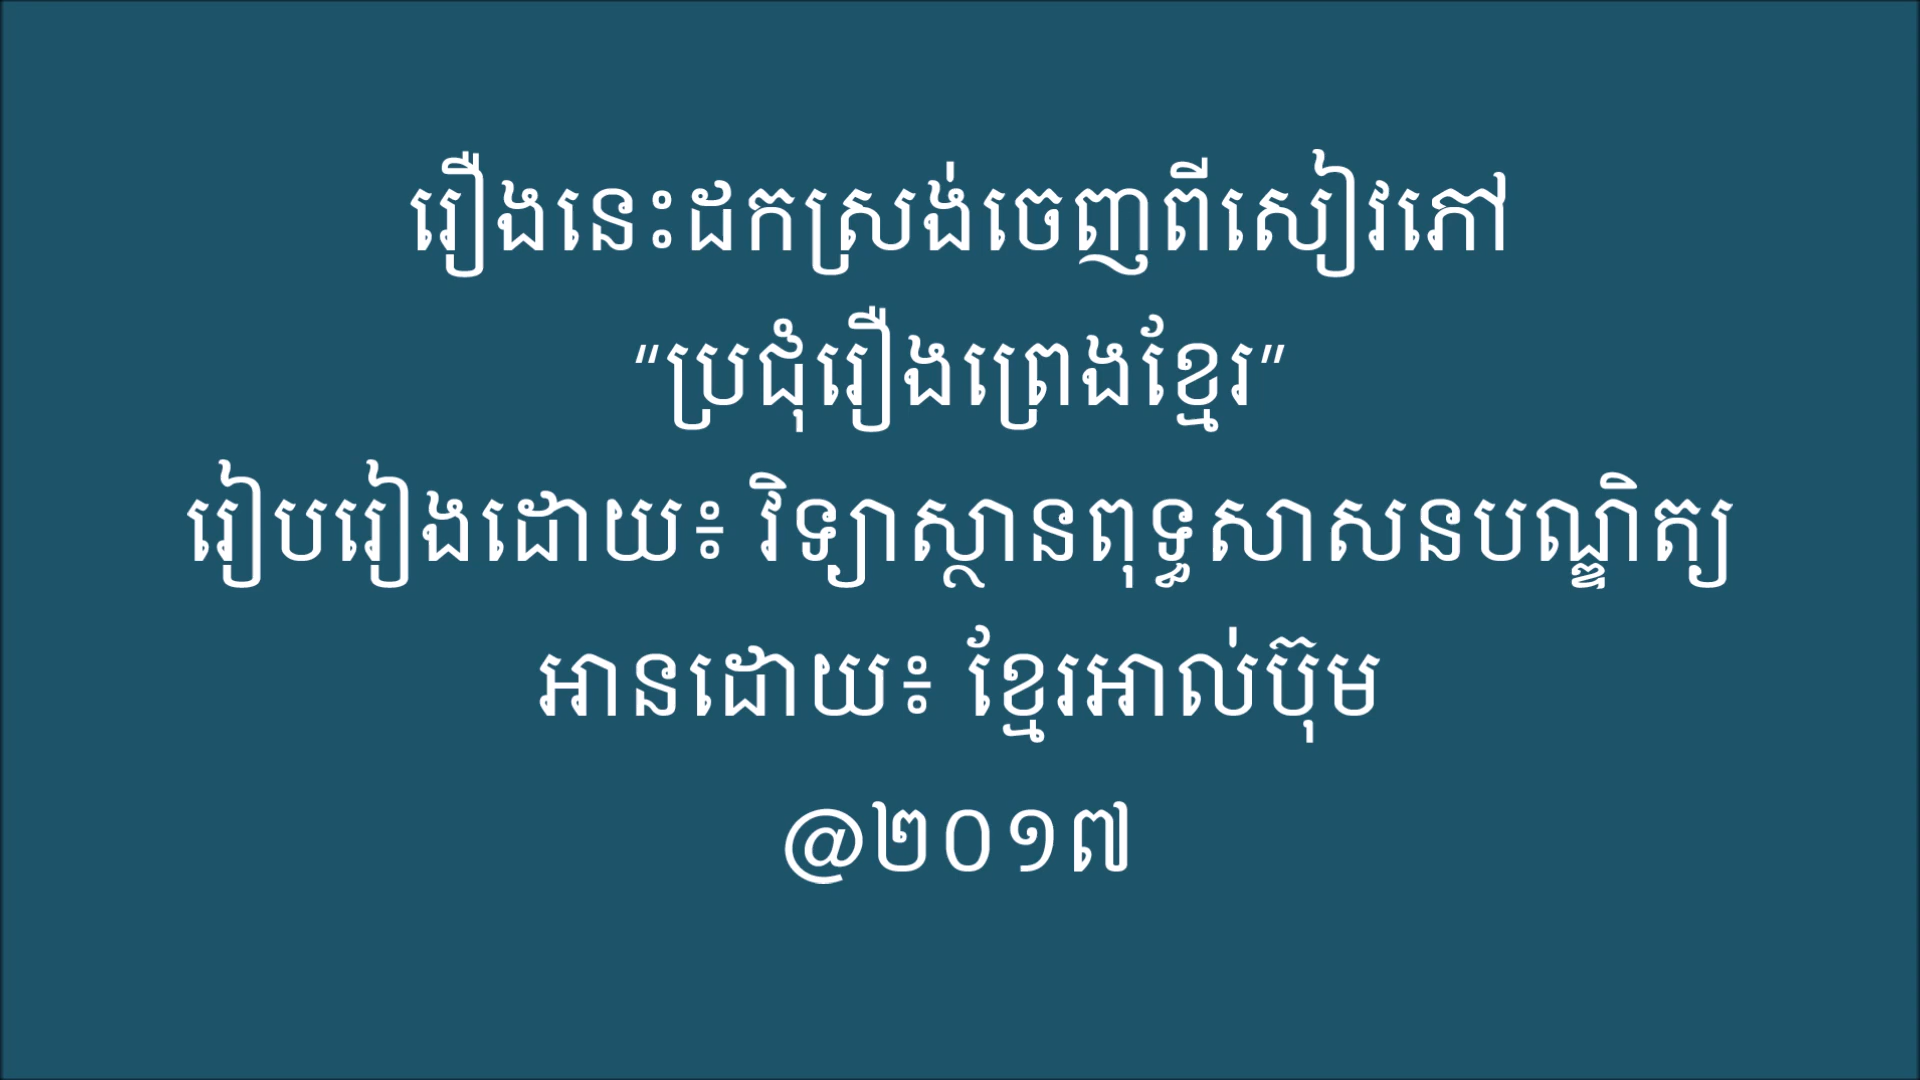 រឿងនេះដកស្រង់ចេញពីសៀវភៅ
“ប្រជុំរឿងព្រេងខ្មែរ”
រៀបរៀងដោយ៖ វិទ្យាស្ថានពុទ្ធសាសនបណ្ឌិត្យ
អានដោយ៖ ខ្មែរអាល់ប៊ុម
@២០១៧